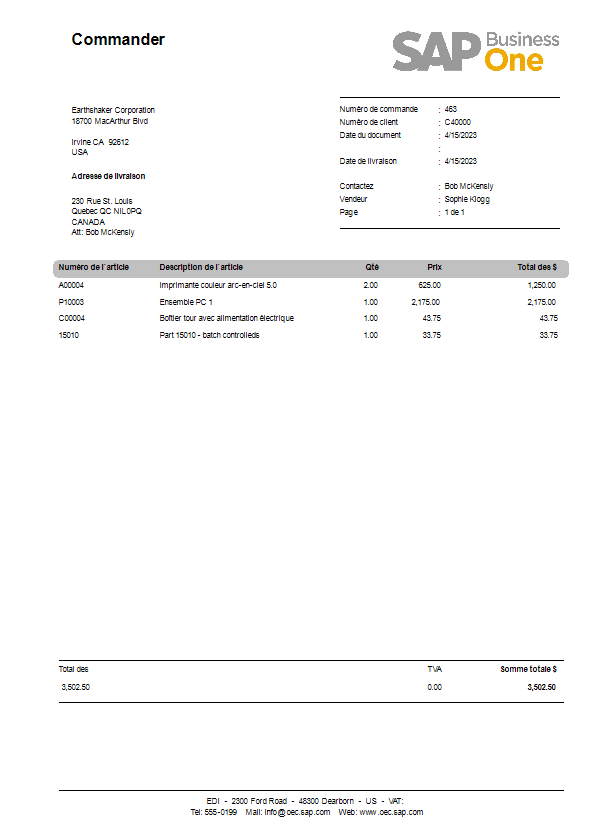 Commander
SAP Business One
Earthshaker Corporation
18700 MacArthur Blvd
Irvine CA 92612
USA
Adresse de livraison
230 Rue St. Louis
Quebec QC NIL0PQ
CANADA
Att: Bob McKensly
Numéro de commande : 463
Numéro de client : C40000
Date du document : 4/15/2023
:
Date de livraison : 4/15/2023
Contactez : Bob McKensly
Vendeur : Sophie Klogg
Page : 1 de 1
Numéro de l'article Description de l'article Qté Prix Total des $
A00004 Imprimante couleur arc-en-ciel 5.0 2.00 625.00 1,250.00
P10003 Ensemble PC 1 1.00 2,175.00 2,175.00
C00004 Boîtier tour avec alimentation électrique 1.00 43.75 43.75
15010 Part 15010 - batch controlleds 1.00 33.75 33.75
Total des TVA Somme totale $
3,502.50 0.00 3,502.50
EDI - 2300 Ford Road - 48300 Dearborn - US - VAT:
Tel: 555-0199 Mail: info@oec.sap.com Web: www.oec.sap.com